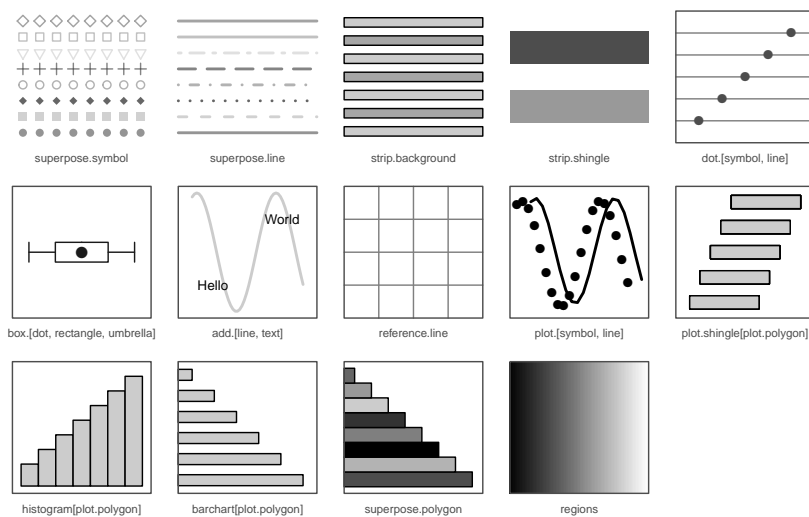 superpose.symbol
superpose.line
strip.background
strip.shingle
dot.[symbol, line]
World
Hello
box.[dot, rectangle, umbrella]
add.[line, text]
reference.line
plot.[symbol, line]
plot.shingle[plot.polygon]
histogram[plot.polygon]
barchart[plot.polygon]
superpose.polygon
regions